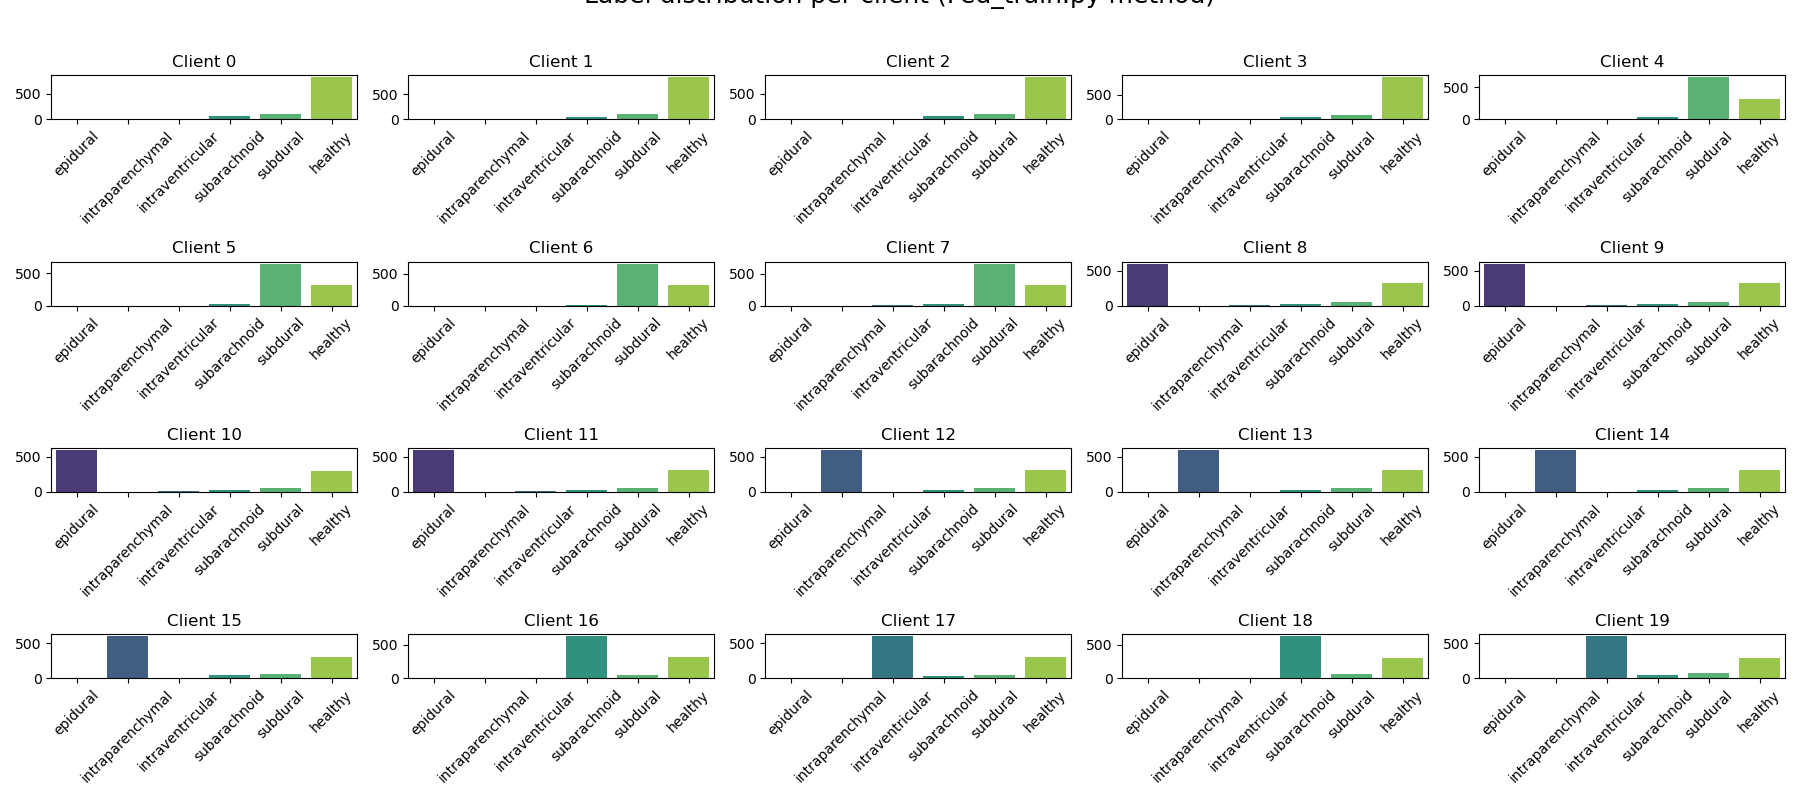 Label distribution per client (Fed_train.py method)
Client 0
500
0
epidural
intraparenchymal
intraventricular
subarachnoid
subdural
healthy
Client 1
500
0
epidural
intraparenchymal
intraventricular
subarachnoid
subdural
healthy
Client 2
500
0
epidural
intraparenchymal
intraventricular
subarachnoid
subdural
healthy
Client 3
500
0
epidural
intraparenchymal
intraventricular
subarachnoid
subdural
healthy
Client 4
500
0
epidural
intraparenchymal
intraventricular
subarachnoid
subdural
healthy
Client 5
500
0
epidural
intraparenchymal
intraventricular
subarachnoid
subdural
healthy
Client 6
500
0
epidural
intraparenchymal
intraventricular
subarachnoid
subdural
healthy
Client 7
500
0
epidural
intraparenchymal
intraventricular
subarachnoid
subdural
healthy
Client 8
500
0
epidural
intraparenchymal
intraventricular
subarachnoid
subdural
healthy
Client 9
500
0
epidural
intraparenchymal
intraventricular
subarachnoid
subdural
healthy
Client 10
500
0
epidural
intraparenchymal
intraventricular
subarachnoid
subdural
healthy
Client 11
500
0
epidural
intraparenchymal
intraventricular
subarachnoid
subdural
healthy
Client 12
500
0
epidural
intraparenchymal
intraventricular
subarachnoid
subdural
healthy
Client 13
500
0
epidural
intraparenchymal
intraventricular
subarachnoid
subdural
healthy
Client 14
500
0
epidural
intraparenchymal
intraventricular
subarachnoid
subdural
healthy
Client 15
500
0
epidural
intraparenchymal
intraventricular
subarachnoid
subdural
healthy
Client 16
500
0
epidural
intraparenchymal
intraventricular
subarachnoid
subdural
healthy
Client 17
500
0
epidural
intraparenchymal
intraventricular
subarachnoid
subdural
healthy
Client 18
500
0
epidural
intraparenchymal
intraventricular
subarachnoid
subdural
healthy
Client 19
500
0
epidural
intraparenchymal
intraventricular
subarachnoid
subdural
healthy